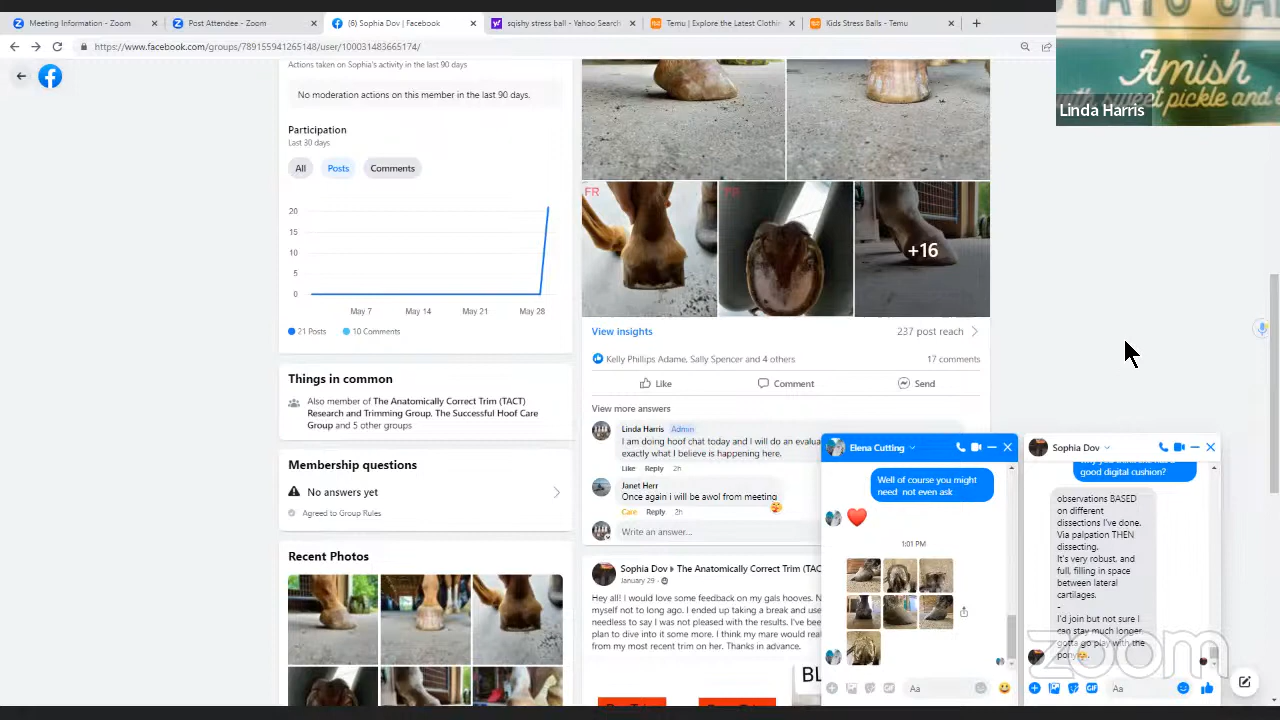 Meeting Information - Zoom
Post Attendee - Zoom
(6) Sophia Dov | Facebook
sqishy stress ball - Yahoo Search
Temu | Explore the Latest Clothin
Kids Stress Balls - Temu
https://www.facebook.com/groups/789155941265148/user/100031483665174/
Amish
sweet pickle and
Linda Harris
Actions taken on Sophia's activity in the last 90 days
No moderation actions on this member in the last 90 days.
Participation
Last 30 days
All
Posts
Comments
20
15
10
5
0
May 7
May 14
May 21
May 28
21 Posts
10 Comments
Things in common
Also member of The Anatomically Correct Trim (TACT)
Research and Trimming Group, The Successful Hoof Care
Group and 5 other groups
Membership questions
No answers yet
Agreed to Group Rules
Recent Photos
FR
+16
View insights
237 post reach
Kelly Phillips Adame, Sally Spencer and 4 others
17 comments
Like
Comment
Send
View more answers
Linda Harris Admin
I am doing hoof chat today and I will do an evalua
exactly what I believe is happening here.
Like Reply 2h
Janet Herr
Once again i will be awol from meeting
Care Reply 2h
Write an answer...
Sophia Dov ▸ The Anatomically Correct Trim (TAC
January 29
Hey all! I would love some feedback on my gals hooves. N
myself not to long ago. I ended up taking a break and use
needless to say I was not pleased with the results. I've bee
plan to dive into it some more. I think my mare would real
from my most recent trim on her. Thanks in advance.
BL
Elena Cutting
Well of course you might
need not even ask
1:01 PM
Aa
Sophia Dov
good digital cushion?
observations BASED
on different
dissections I've done.
Via palpation THEN
dissecting.
It's very robust, and
full, filling in space
between lateral
cartilages.
-
I'd join but not sure I
can stay much longer
gotta go play with the
pony
Aa
zoom